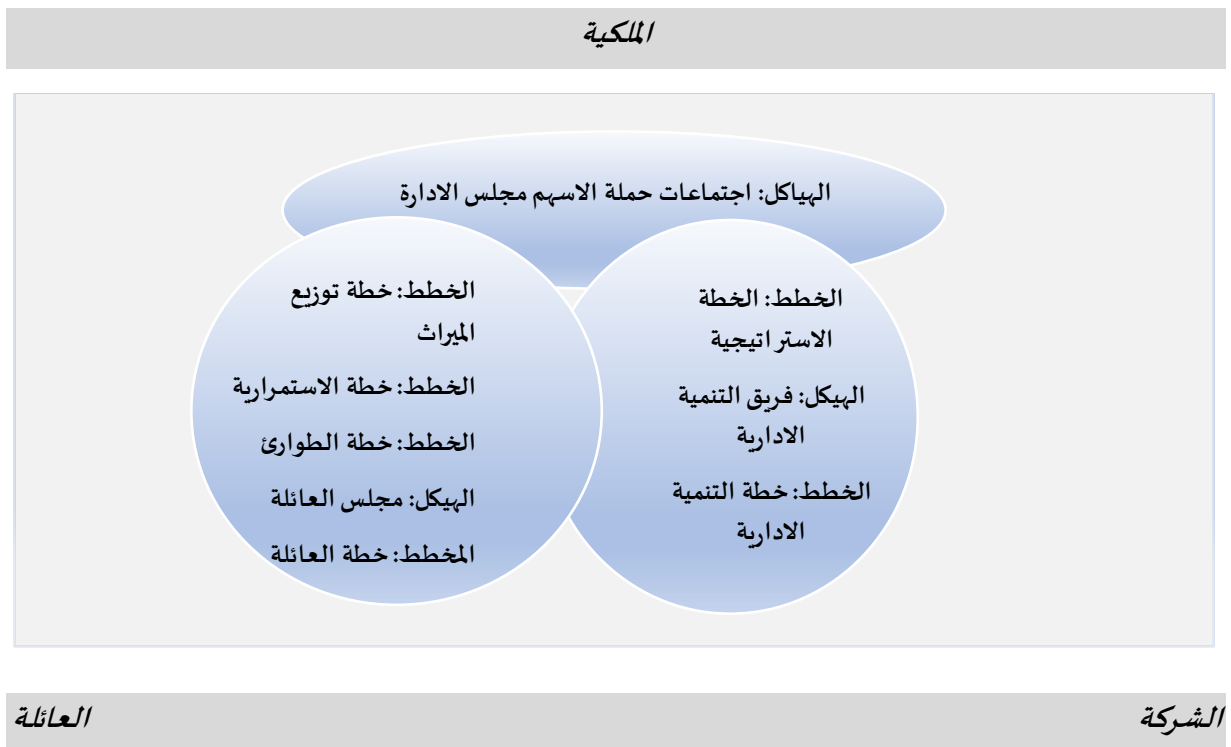 الملكية
الهياكل: اجتماعات حملة الاسهم مجلس الادارة
الخطط: الخطة
الاستراتيجية
الهيكل: فريق التنمية
الادارية
الخطط: خطة التنمية
الادارية
الخطط: خطة توزيع
الميراث
الخطط: خطة الاستمرارية
الخطط: خطة الطوارئ
الهيكل: مجلس العائلة
المخطط: خطة العائلة
الشركة العائلة